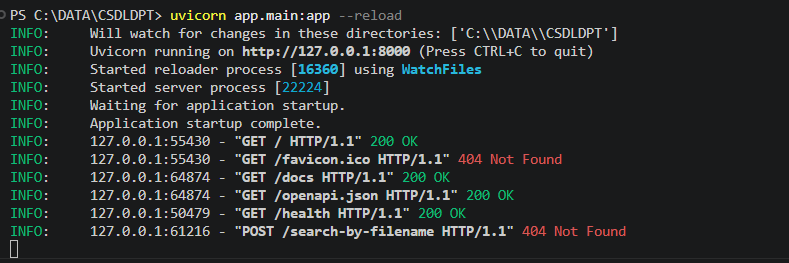 PS C:\DATA\CSDLDPT> uvicorn app.main:app --reload
INFO:     Will watch for changes in these directories: ['C:\\DATA\\CSDLDPT']
INFO:     Uvicorn running on http://127.0.0.1:8000 (Press CTRL+C to quit)
INFO:     Started reloader process [16360] using WatchFiles
INFO:     Started server process [22224]
INFO:     Waiting for application startup.
INFO:     Application startup complete.
INFO:     127.0.0.1:55430 - "GET / HTTP/1.1" 200 OK
INFO:     127.0.0.1:55430 - "GET /favicon.ico HTTP/1.1" 404 Not Found
INFO:     127.0.0.1:64874 - "GET /docs HTTP/1.1" 200 OK
INFO:     127.0.0.1:64874 - "GET /openapi.json HTTP/1.1" 200 OK
INFO:     127.0.0.1:50479 - "GET /health HTTP/1.1" 200 OK
INFO:     127.0.0.1:61216 - "POST /search-by-filename HTTP/1.1" 404 Not Found